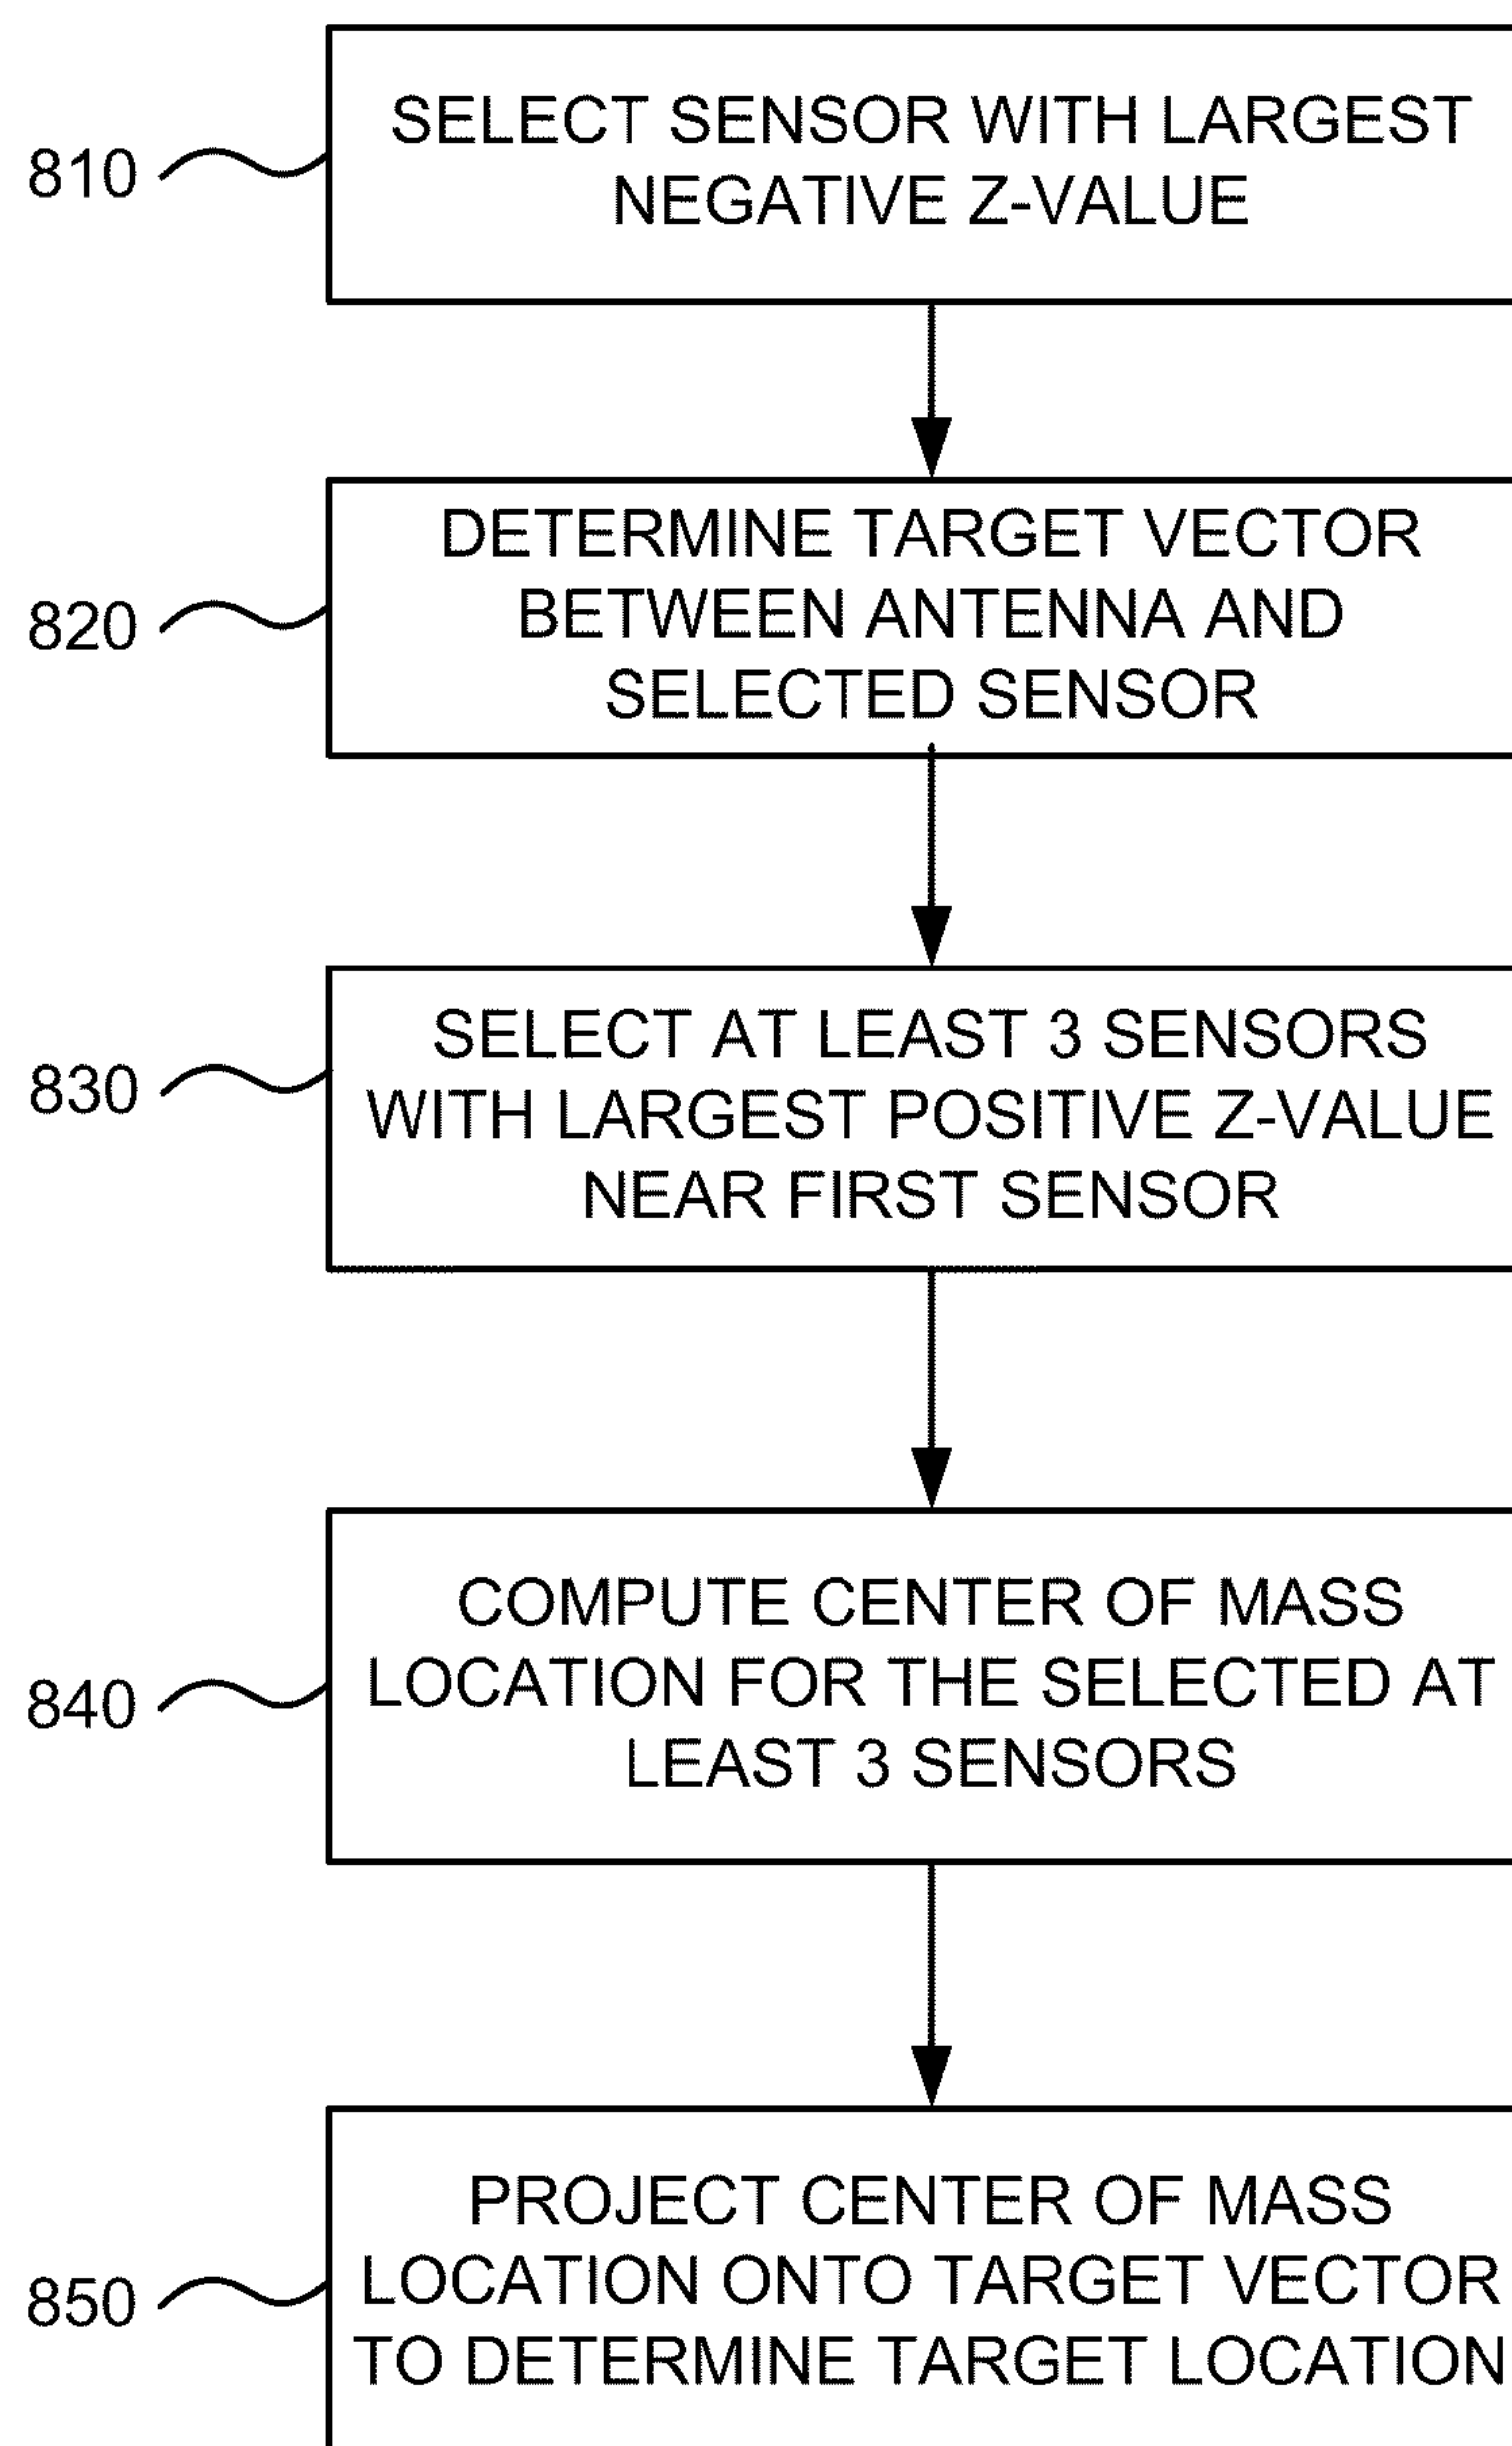 810
SELECT SENSOR WITH LARGEST
NEGATIVE Z-VALUE
820
DETERMINE TARGET VECTOR
BETWEEN ANTENNA AND
SELECTED SENSOR
830
SELECT AT LEAST 3 SENSORS
WITH LARGEST POSITIVE Z-VALUE
NEAR FIRST SENSOR
840
COMPUTE CENTER OF MASS
LOCATION FOR THE SELECTED AT
LEAST 3 SENSORS
850
PROJECT CENTER OF MASS
LOCATION ONTO TARGET VECTOR
TO DETERMINE TARGET LOCATION